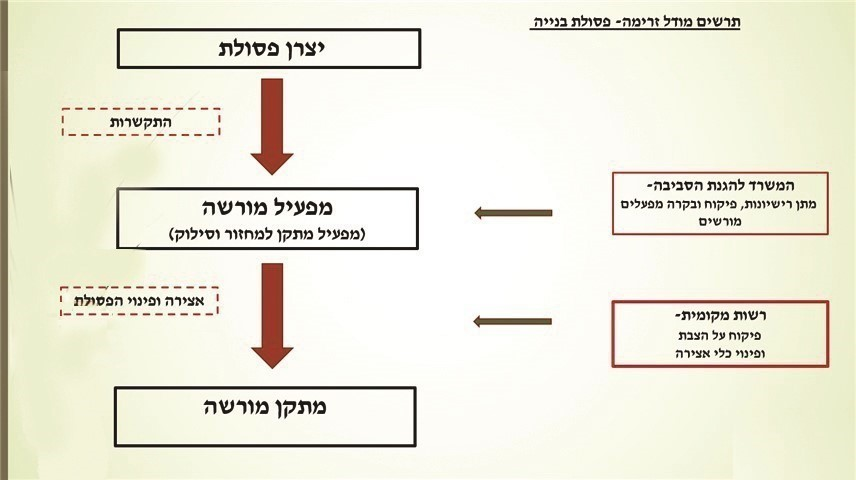 תרשים מודל זרימה- פסולת בנייה
יצרן פסולת
התקשרות
מפעיל מורשה
(מפעיל מתקן למחזור וסילוק)
המשרד להגנת הסביבה-
מתן רישיונות, פיקוח ובקרה מפעלים
מורשים
אצירה ופינוי הפסולת
רשות מקומית-
פיקוח על הצבת
ופינוי כלי אצירה
מתקן מורשה